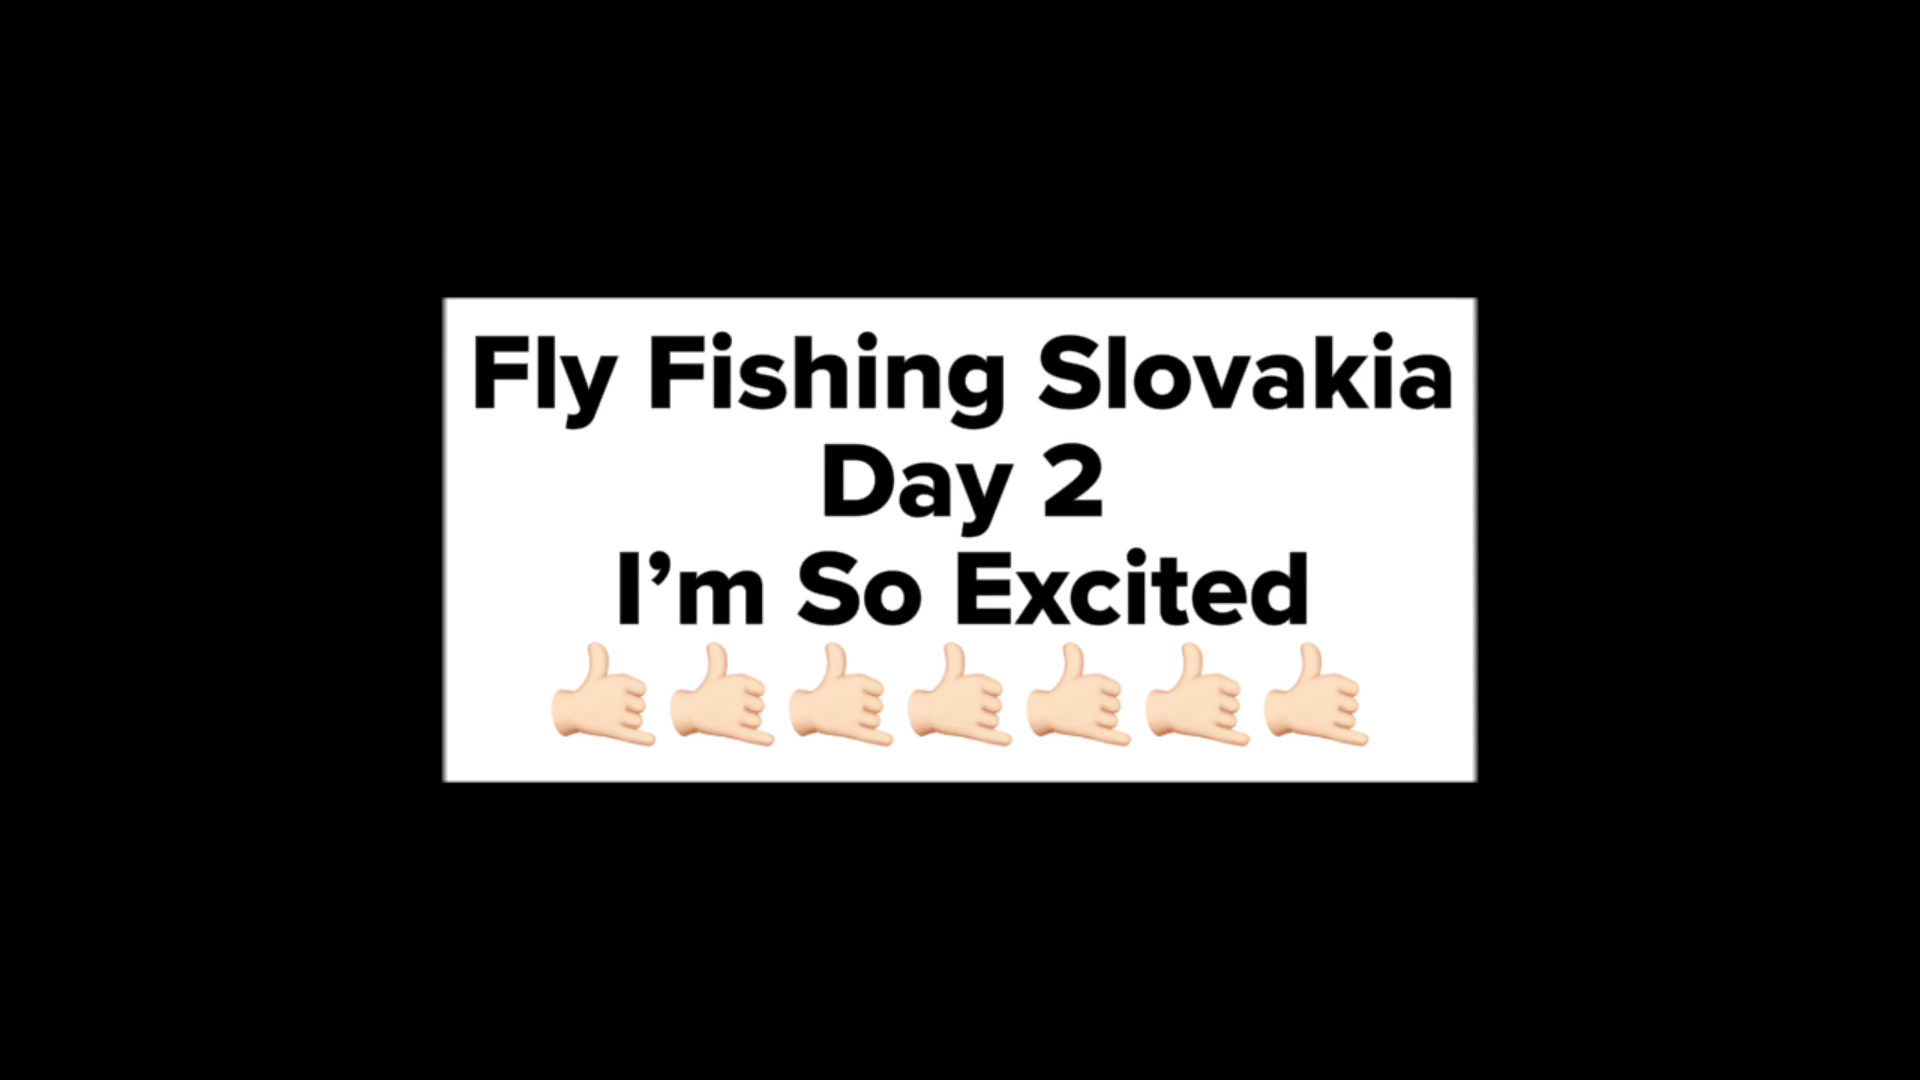 Fly Fishing Slovakia
Day 2
I’m So Excited
🤙🏻🤙🏻🤙🏻🤙🏻🤙🏻🤙🏻🤙🏻